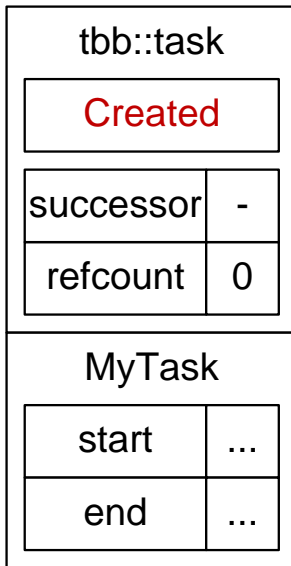 tbb::task
Created
successor -
refcount 0
MyTask
start ...
end ...